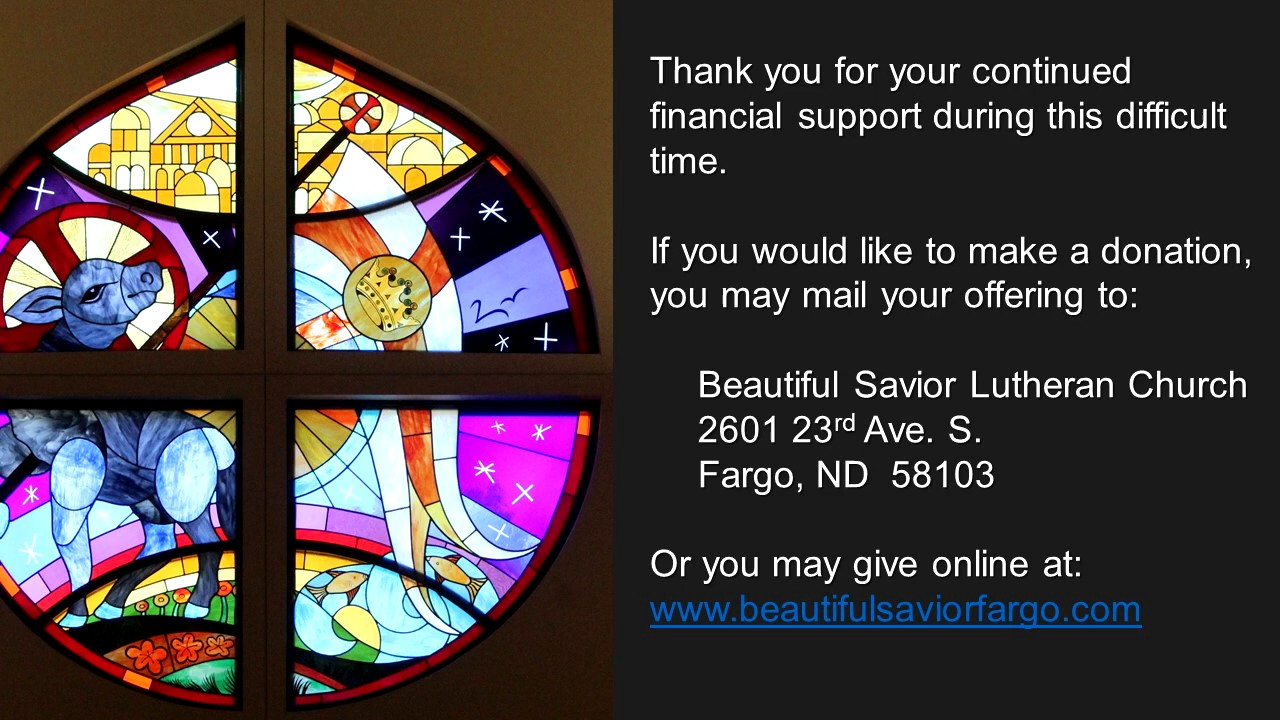 Thank you for your continued
financial support during this difficult
time.
If you would like to make a donation,
you may mail your offering to:
Beautiful Savior Lutheran Church
2601 23rd Ave. S.
Fargo, ND  58103
Or you may give online at:
www.beautifulsaviorfargo.com